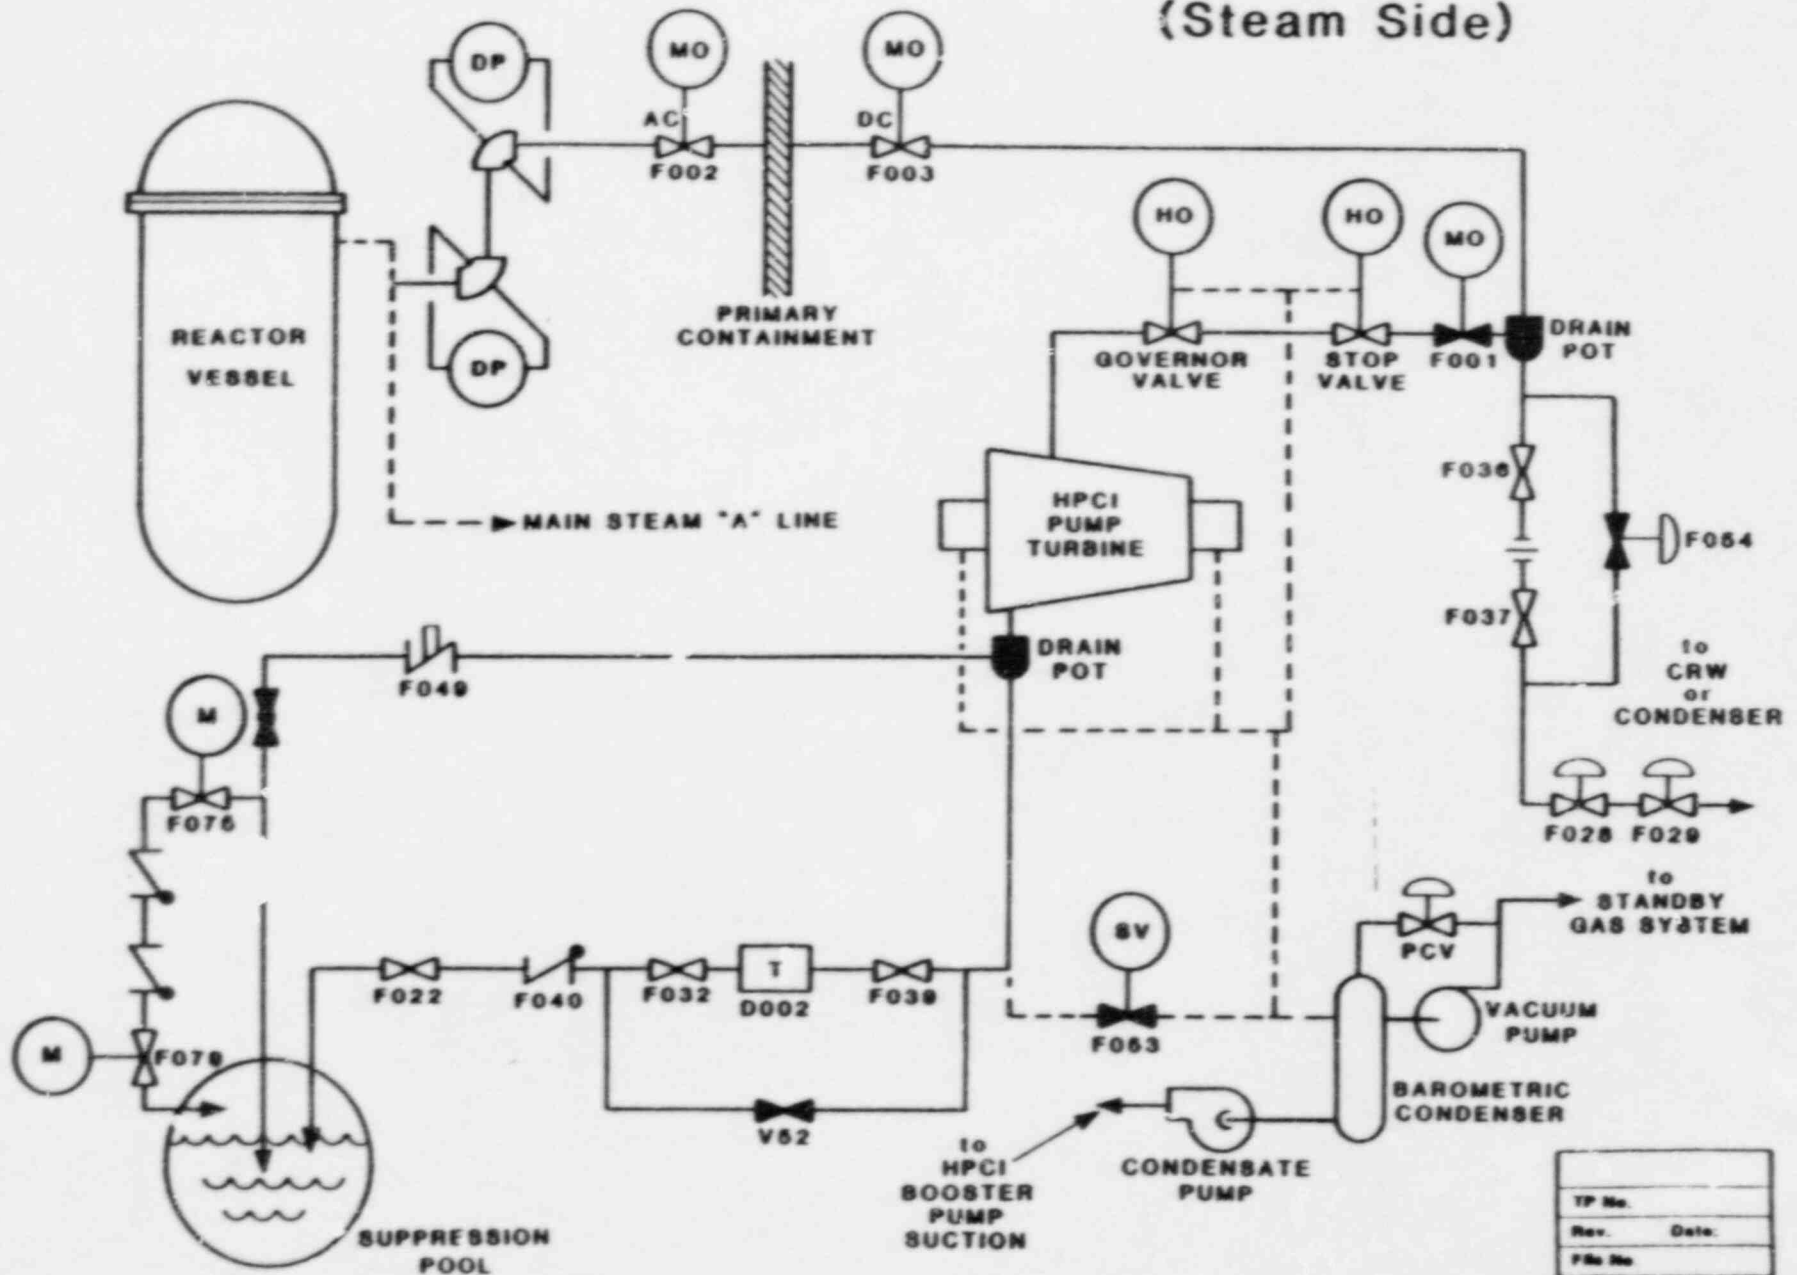 (Steam Side)
DP
MO
MO
AC
DC
F002
F003
HO
HO
MO
PRIMARY
CONTAINMENT
REACTOR
VESSEL
DP
GOVERNOR
VALVE
STOP
VALVE
F001
DRAIN
POT
F036
HPCI
PUMP
TURBINE
MAIN STEAM "A" LINE
F054
F037
DRAIN
POT
to
CRW
or
CONDENSER
F049
M
F075
F028
F029
to
STANDBY
GAS SYSTEM
PCV
SV
F022
F040
F032
T
D002
F039
F053
VACUUM
PUMP
M
F079
V52
BAROMETRIC
CONDENSER
to
HPCI
BOOSTER
PUMP
SUCTION
CONDENSATE
PUMP
SUPPRESSION
POOL
TP No.
Rev. Date:
File No